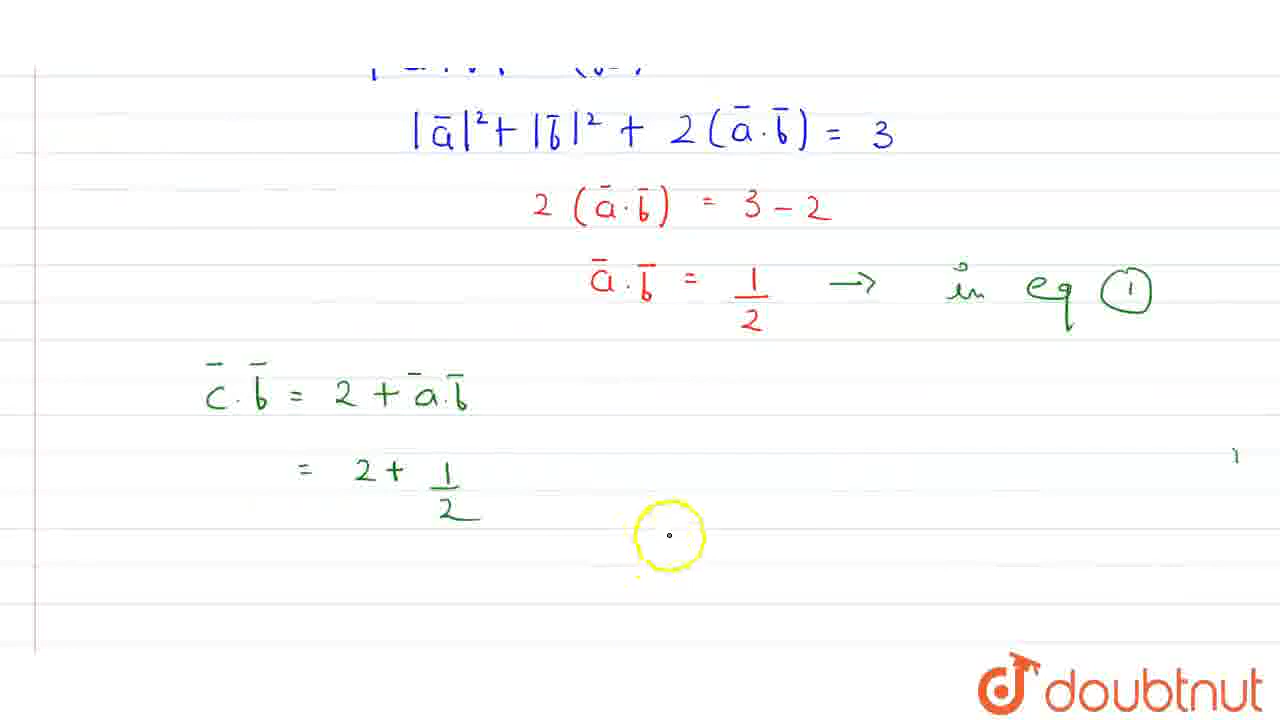 |a̅|² + |b̅|² + 2(a̅.b̅) = 3
2 (a̅.b̅) = 3 - 2
a̅.b̅ = 1/2 → in eq ①
c̅.b̅ = 2 + a̅.b̅
= 2 + 1/2
doubtnut